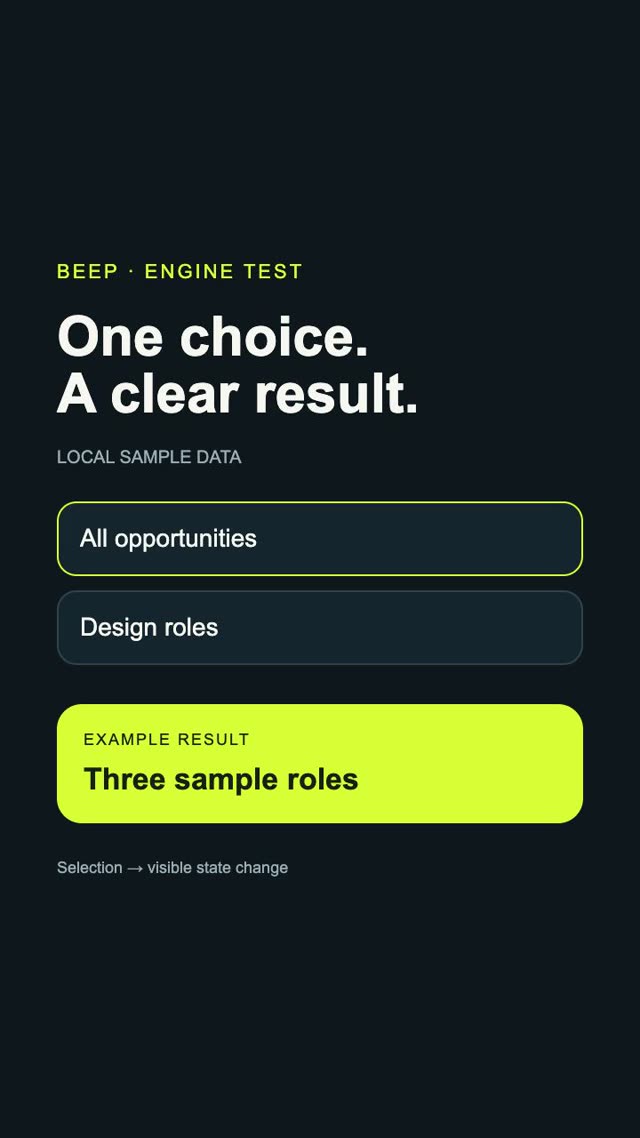 BEEP · ENGINE TEST
One choice.
A clear result.
LOCAL SAMPLE DATA
All opportunities
Design roles
EXAMPLE RESULT
Three sample roles
Selection → visible state change